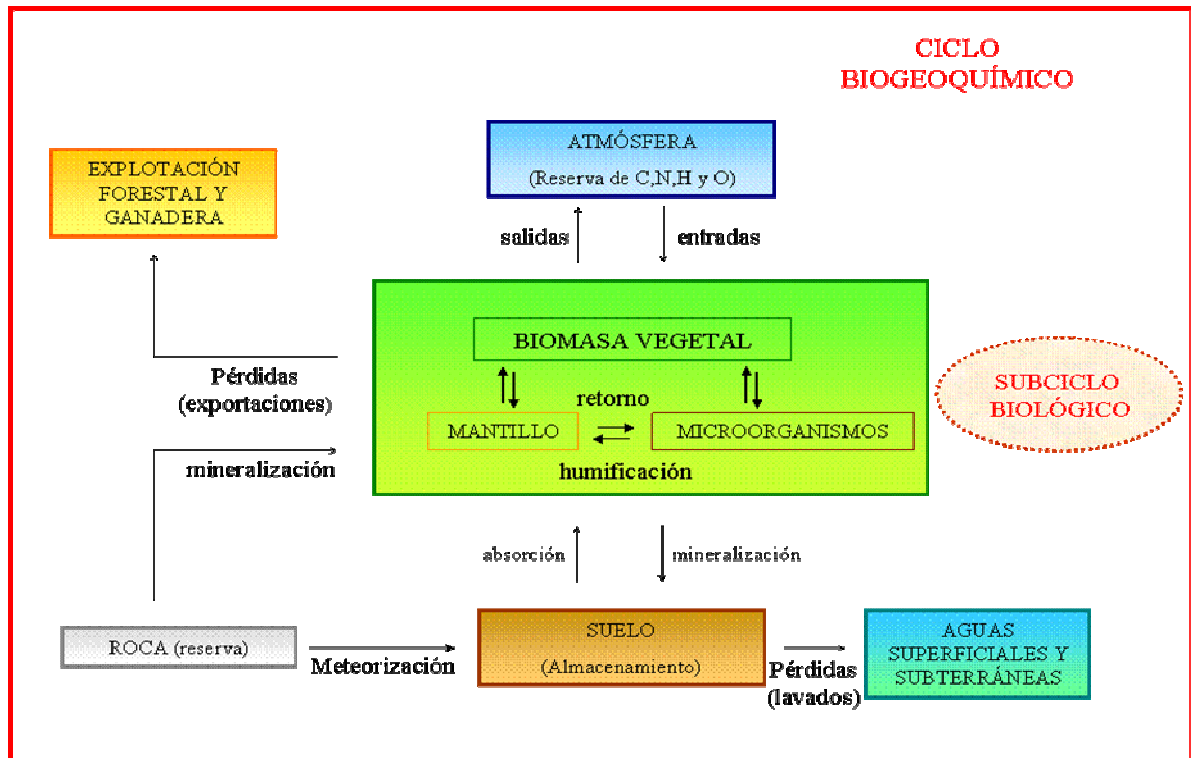 CICLO
BIOGEOQUÍMICO
ATMÓSFERA
(Reserva de C,N,H y O)
EXPLOTACIÓN
FORESTAL Y
GANADERA
salidas
entradas
BIOMASA VEGETAL
retorno
MANTILLO
MICROORGANISMOS
humificación
SUBCICLO
BIOLÓGICO
Pérdidas
(exportaciones)
mineralización
absorción
mineralización
ROCA (reserva)
Meteorización
SUELO
(Almacenamiento)
Pérdidas
(lavados)
AGUAS
SUPERFICIALES Y
SUBTERRÁNEAS